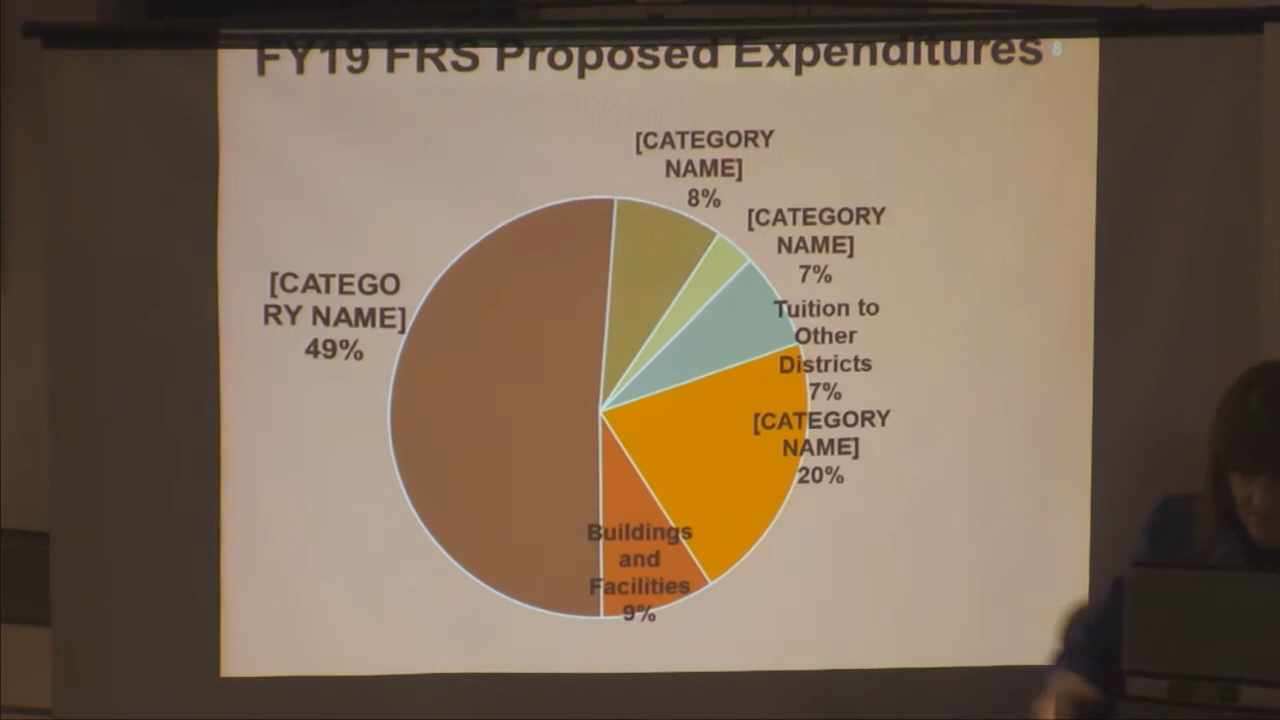 FY19 FRS Proposed Expenditures 8
[CATEGORY
NAME]
8%
[CATEGORY
NAME]
7%
[CATEGO
RY NAME]
49%
Tuition to
Other
Districts
7%
[CATEGORY
NAME]
20%
Buildings
and
Facilities
9%